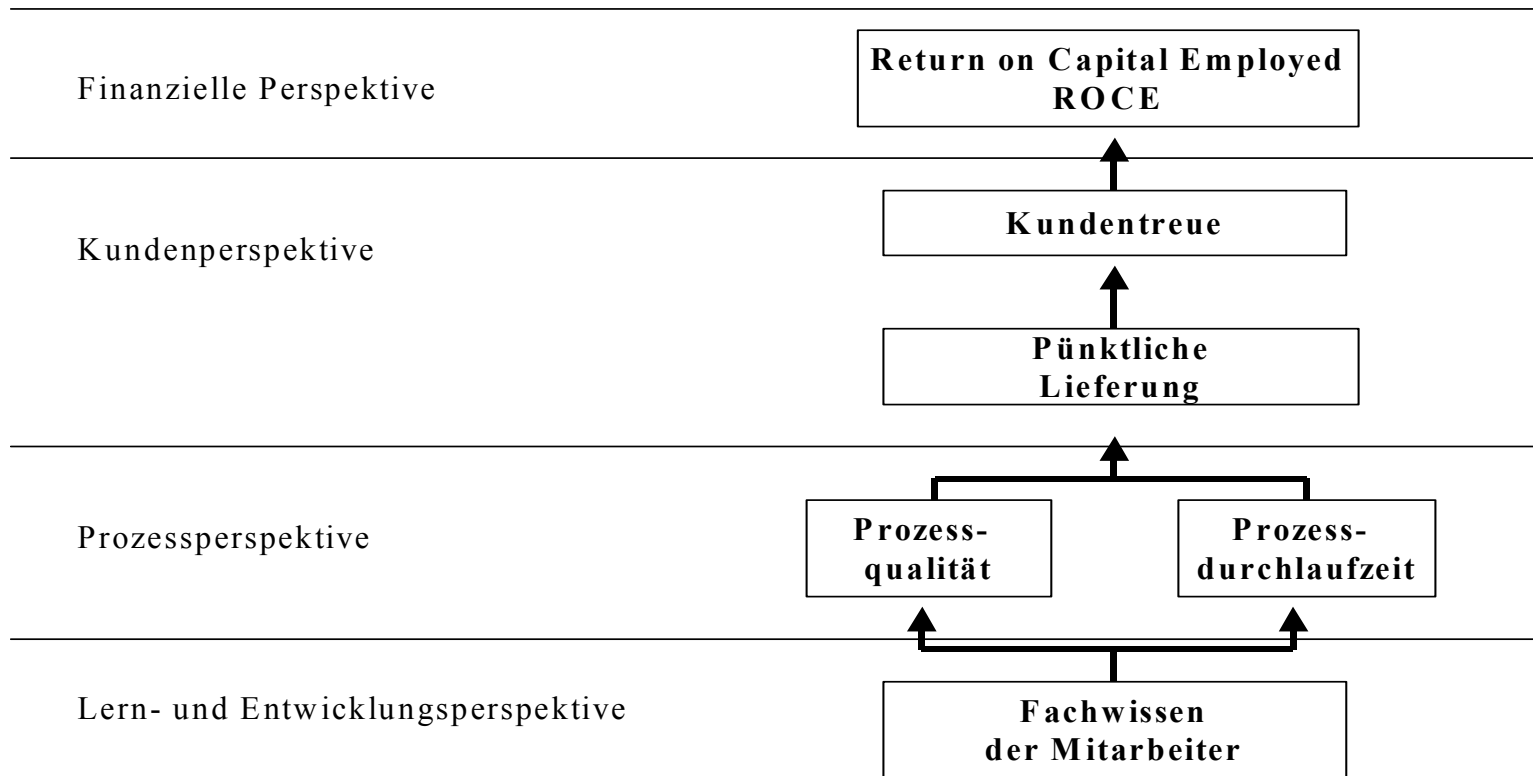 Finanzielle Perspektive
Return on Capital Employed
ROCE
Kundenperspektive
Kundentreue
Pünktliche
Lieferung
Prozessperspektive
Prozess-
qualität
Prozess-
durchlaufzeit
Lern- und Entwicklungsperspektive
Fachwissen
der Mitarbeiter